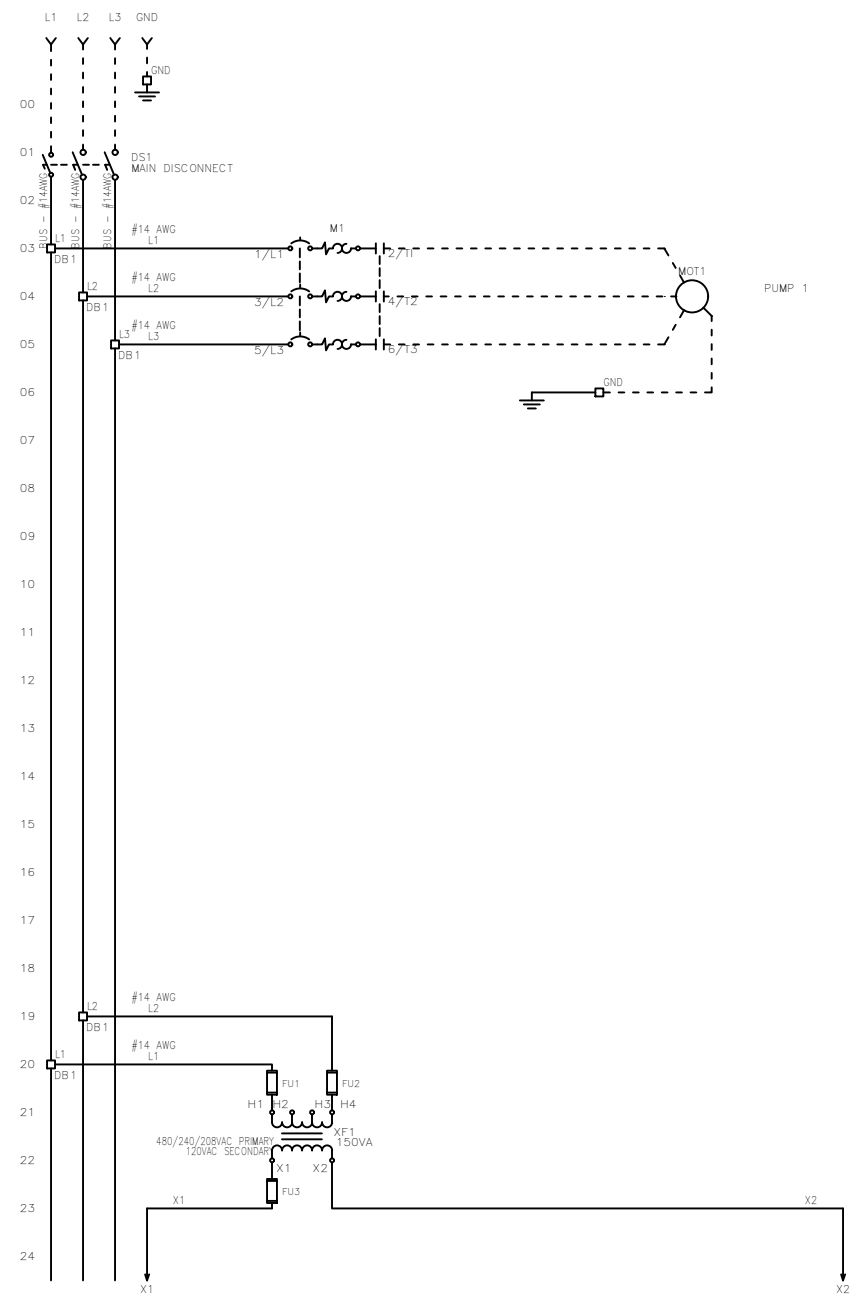 L1 L2 L3 GND
GND
00
01
DS1
MAIN DISCONNECT
BUS - #14AWG
BUS - #14AWG
BUS - #14AWG
02
#14 AWG
L1
L1
M1
03
DB1
1/L1
2/T1
#14 AWG
L2
L2
MOT1
04
DB1
3/L2
4/T2
PUMP 1
#14 AWG
L3
L3
05
DB1
5/L3
6/T3
06
GND
07
08
09
10
11
12
13
14
15
16
17
18
#14 AWG
L2
L2
19
DB1
#14 AWG
L1
L1
20
DB1
FU1
FU2
21
H1 H2 H3 H4
XF1
150VA
480/240/208VAC PRIMARY
120VAC SECONDARY
22
X1 X2
FU3
23
X1
X2
24
X1
X2